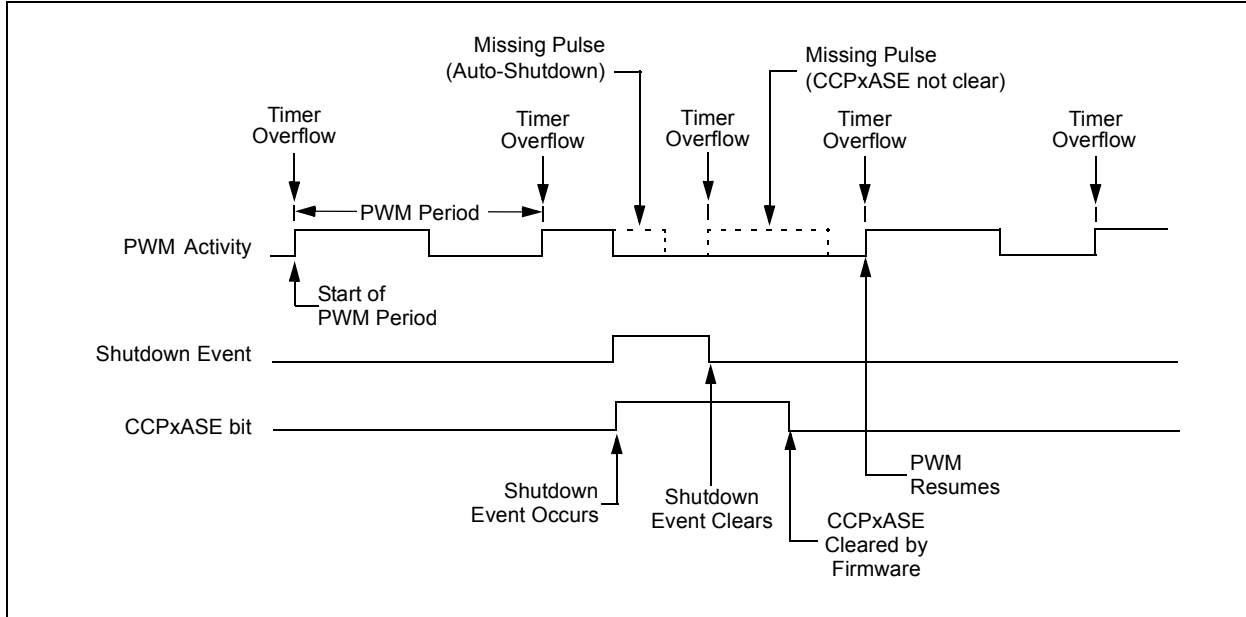 Missing Pulse
(Auto-Shutdown)
Missing Pulse
(CCPxASE not clear)
Timer
Overflow
Timer
Overflow
Timer
Overflow
Timer
Overflow
Timer
Overflow
PWM Period
PWM Activity
Start of
PWM Period
Shutdown Event
CCPxASE bit
Shutdown
Event Occurs
Shutdown
Event Clears
CCPxASE
Cleared by
Firmware
PWM
Resumes